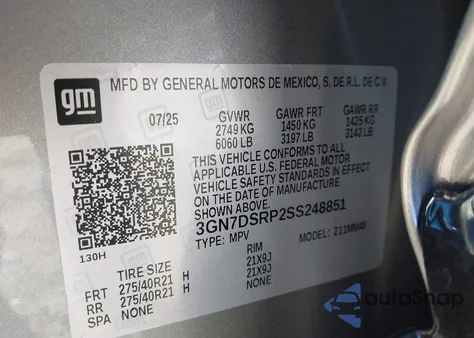 gm
MFD BY GENERAL MOTORS DE MEXICO, S. DE R.L. DE C.V.
07/25 GVWR GAWR FRT GAWR RR
2749 KG 1450 KG 1425 KG
6060 LB 3197 LB 3142 LB
THIS VEHICLE CONFORMS TO ALL
APPLICABLE U.S. FEDERAL MOTOR
VEHICLE SAFETY STANDARDS IN EFFECT
ON THE DATE OF MANUFACTURE SHOWN ABOVE.
3GN7DSRP2SS248851
130H TYPE: MPV MODEL: 211MM48
TIRE SIZE RIM
FRT 275/40R21 H 21X9J
RR 275/40R21 H 21X9J
SPA NONE NONE
autoSnap